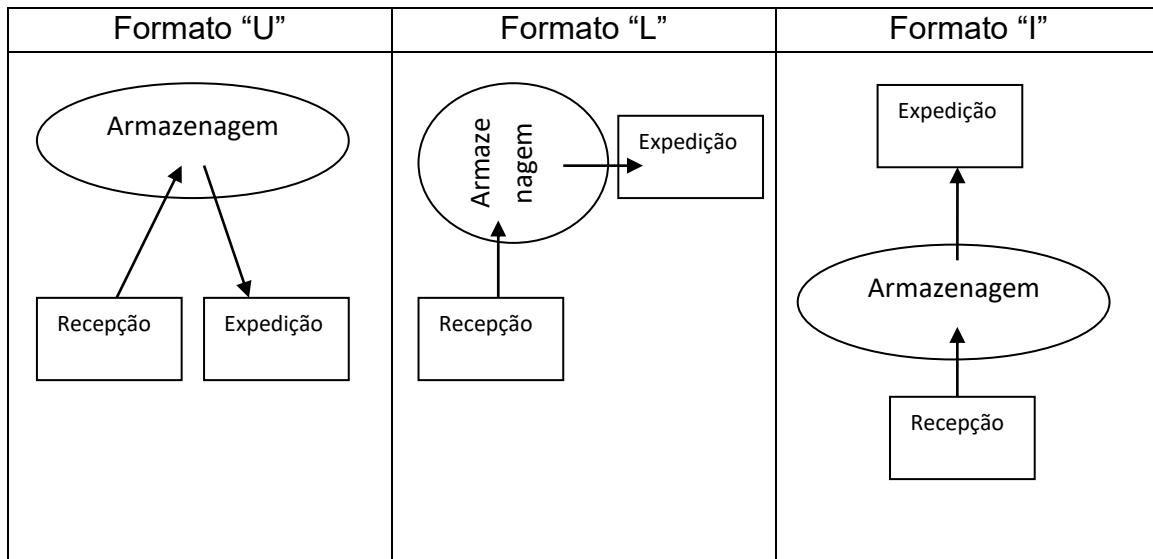 Formato “U”
Armazenagem
Recepção
Expedição
Formato “L”
Armaze
nagem
Expedição
Recepção
Formato “I”
Expedição
Armazenagem
Recepção